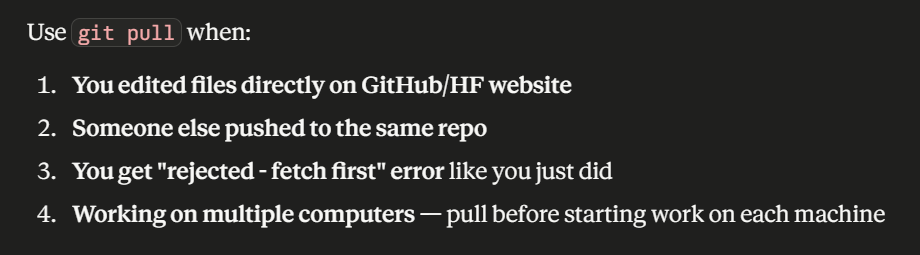 Use git pull when:
1. You edited files directly on GitHub/HF website
2. Someone else pushed to the same repo
3. You get "rejected - fetch first" error like you just did
4. Working on multiple computers — pull before starting work on each machine